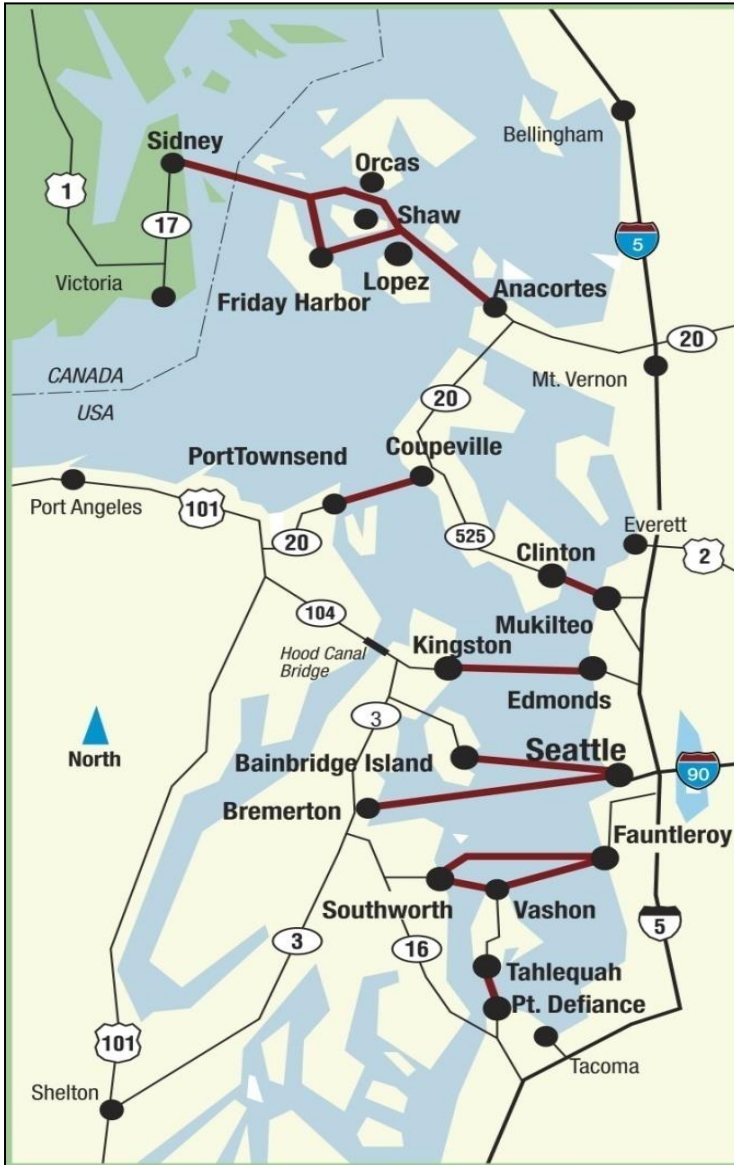 Sidney
Bellingham
Orcas
1
17
Shaw
5
Victoria
Friday Harbor
Lopez
Anacortes
20
CANADA
Mt. Vernon
USA
20
PortTownsend
Coupeville
Port Angeles
101
20
525
Everett
Clinton
2
104
Mukilteo
Hood Canal
Bridge
Kingston
Edmonds
3
North
Bainbridge Island
Seattle
90
Bremerton
Fauntleroy
Southworth
Vashon
5
3
16
Tahlequah
Pt. Defiance
101
Tacoma
Shelton